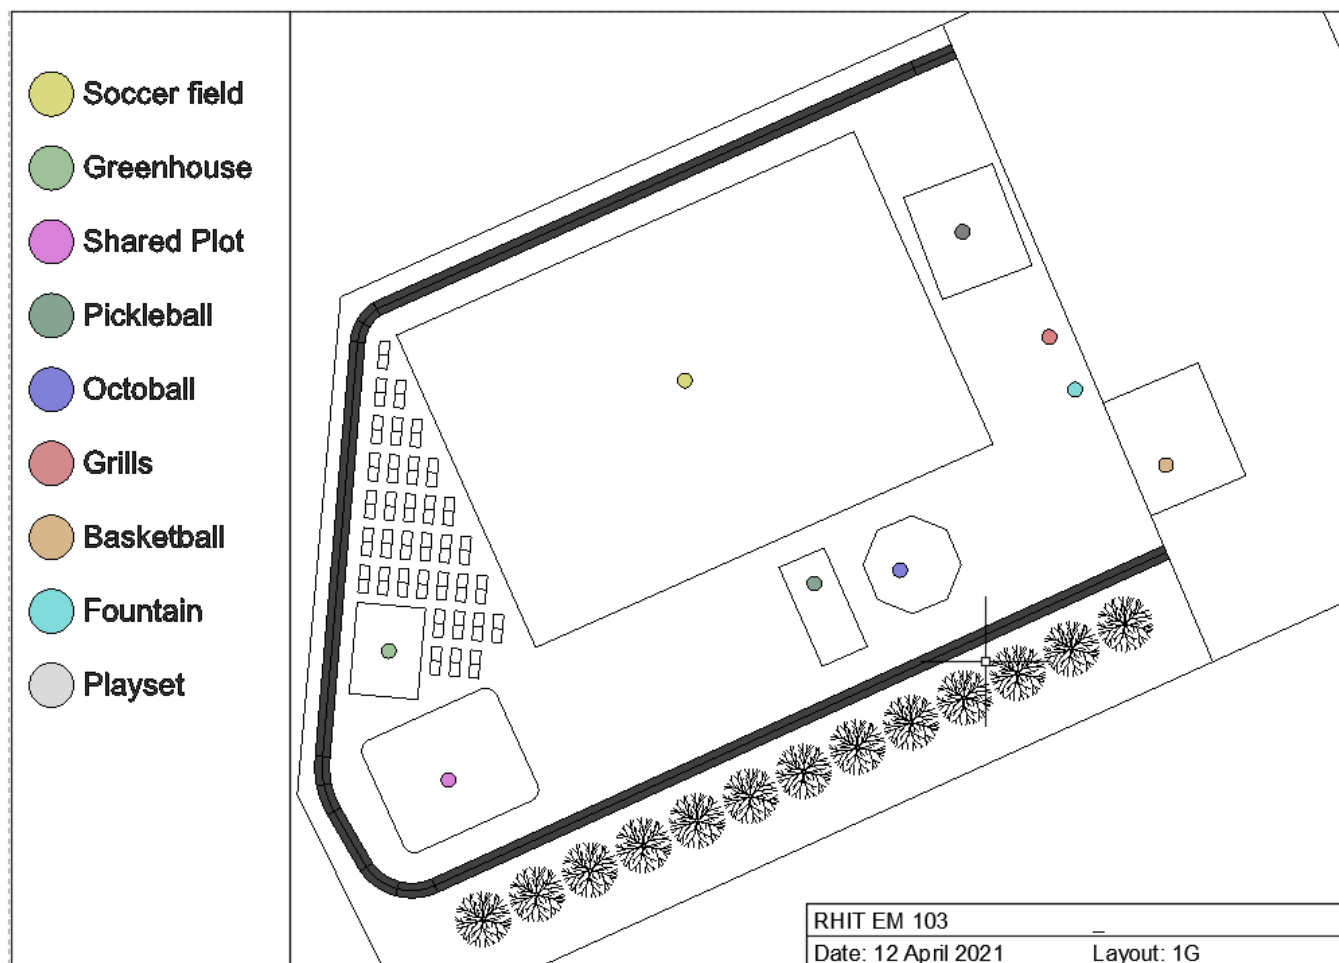 Soccer field
Greenhouse
Shared Plot
Pickleball
Octoball
Grills
Basketball
Fountain
Playset
RHIT EM 103 _
Date: 12 April 2021 Layout: 1G